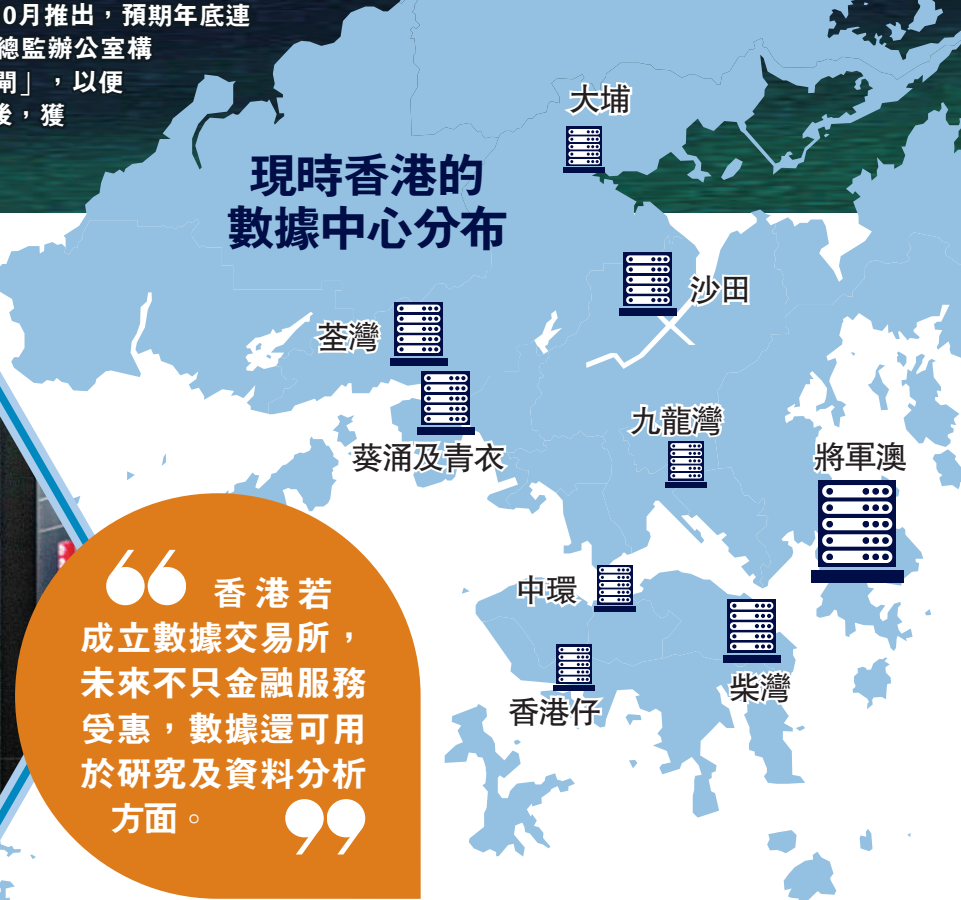 0月推出，預期年底連
總監辦公室構
閘」，以便
後，獲
現時香港的
數據中心分布
大埔
沙田
荃灣
葵涌及青衣
九龍灣
將軍澳
中環
柴灣
香港仔
“ 香港若
成立數據交易所，
未來不只金融服務
受惠，數據還可用
於研究及資料分析
方面。 ”